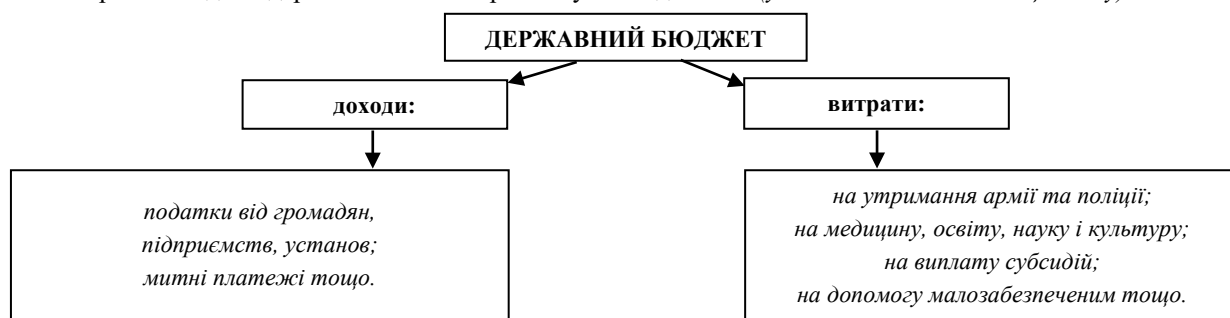 ДЕРЖАВНИЙ БЮДЖЕТ
доходи:
витрати:
податки від громадян,
підприємств, установ;
митні платежі тощо.
на утримання армії та поліції;
на медицину, освіту, науку і культуру;
на виплату субсидій;
на допомогу малозабезпеченим тощо.